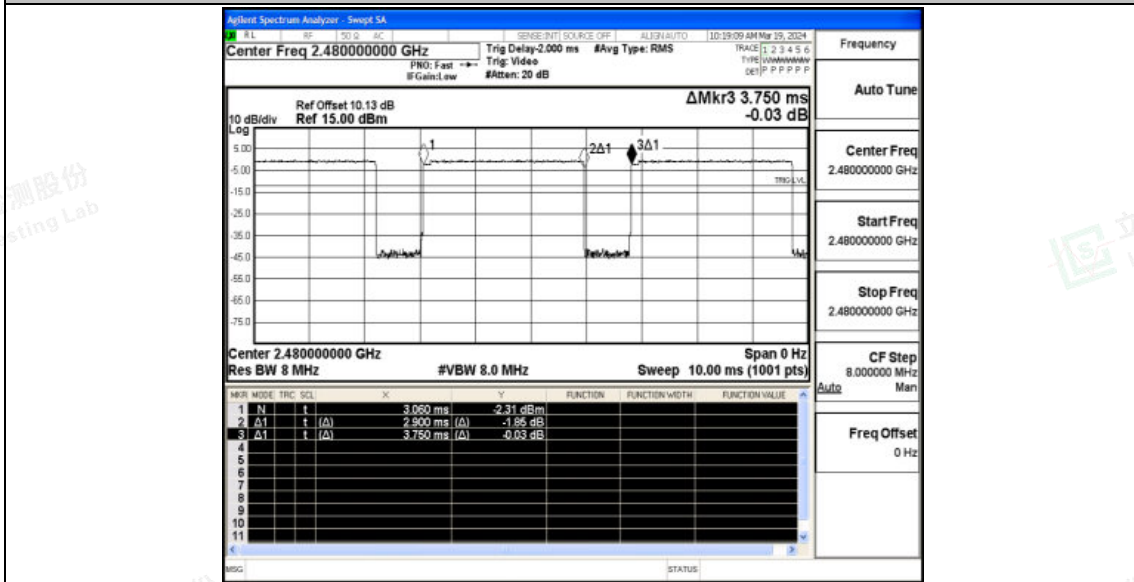 Agilent Spectrum Analyzer - Swept SA
RL RF 50 Ω AC SENSE:INT SOURCE OFF ALIGNAUTO 10:19:09 AM Mar 19, 2024
Center Freq 2.480000000 GHz
PNO: Fast
IFGain:Low
Trig Delay-2.000 ms
Trig: Video
#Atten: 20 dB
#Avg Type: RMS
TRACE 1 2 3 4 5 6
TYPE WWWWWW
DET P P P P P P
Ref Offset 10.13 dB
10 dB/div Ref 15.00 dBm
Log
ΔMkr3 3.750 ms
-0.03 dB
1
2Δ1
3Δ1
TRIG LVL
5.00
-5.00
-15.0
-25.0
-35.0
-45.0
-55.0
-65.0
-75.0
Center 2.480000000 GHz
Span 0 Hz
Res BW 8 MHz
#VBW 8.0 MHz
Sweep 10.00 ms (1001 pts)
MKR MODE TRC SCL X Y FUNCTION FUNCTION WIDTH FUNCTION VALUE
1 N t 3.060 ms -2.31 dBm
2 Δ1 t (Δ) 2.900 ms (Δ) -1.85 dB
3 Δ1 t (Δ) 3.750 ms (Δ) -0.03 dB
4
5
6
7
8
9
10
11
MSG
STATUS
Frequency
Auto Tune
Center Freq
2.480000000 GHz
Start Freq
2.480000000 GHz
Stop Freq
2.480000000 GHz
CF Step
8.000000 MHz
Auto Man
Freq Offset
0 Hz
测股份
sting Lab
立